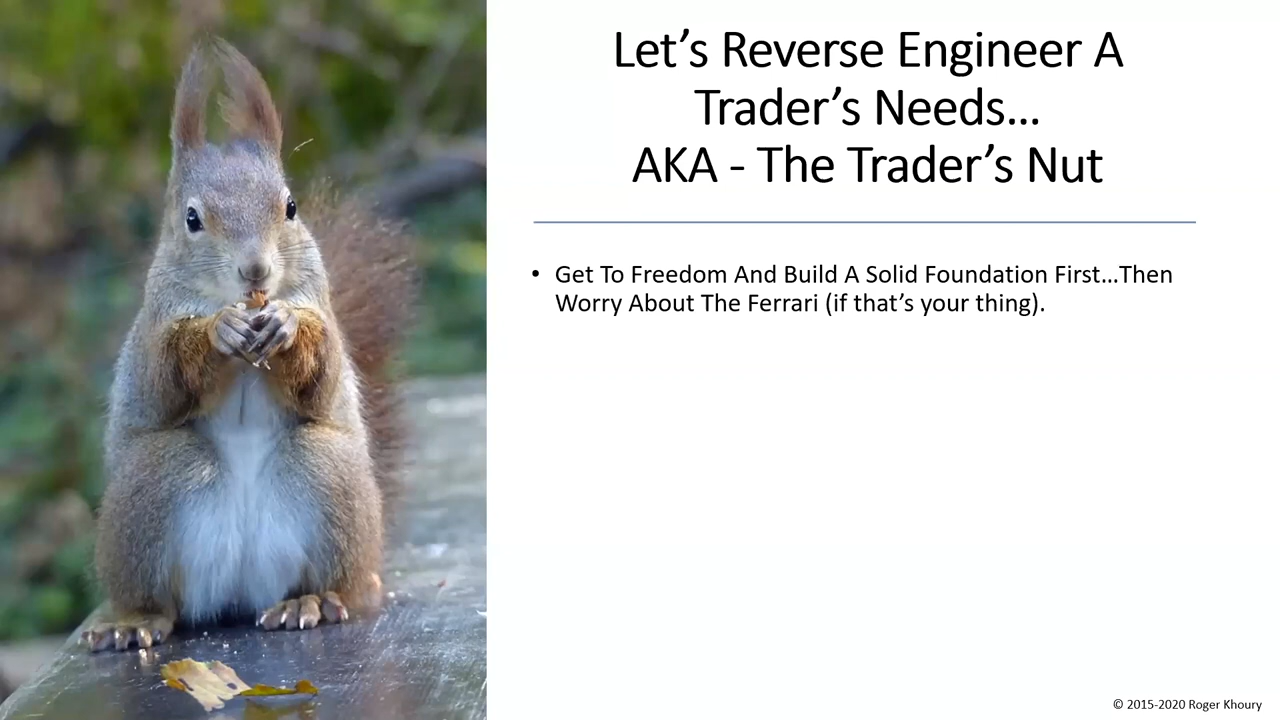 Let’s Reverse Engineer A
Trader’s Needs…
AKA - The Trader’s Nut
• Get To Freedom And Build A Solid Foundation First…Then
Worry About The Ferrari (if that’s your thing).
© 2015-2020 Roger Khoury